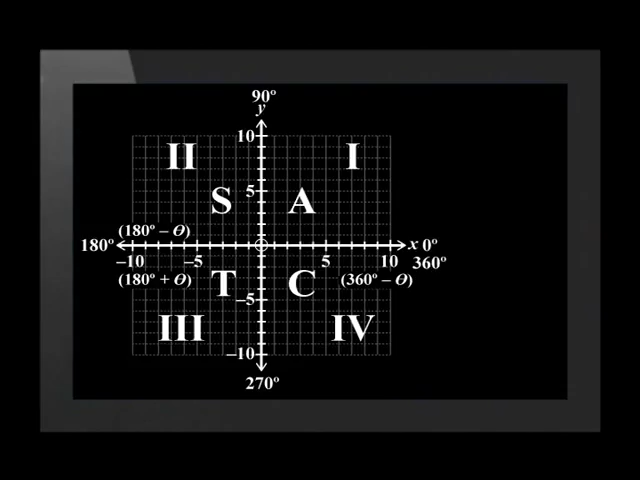 90º
y
10
II I
5
S A
(180º – Ɵ)
180º x 0º
–10 –5 5 10 360º
(180º + Ɵ) T C (360º – Ɵ)
–5
III IV
–10
270º